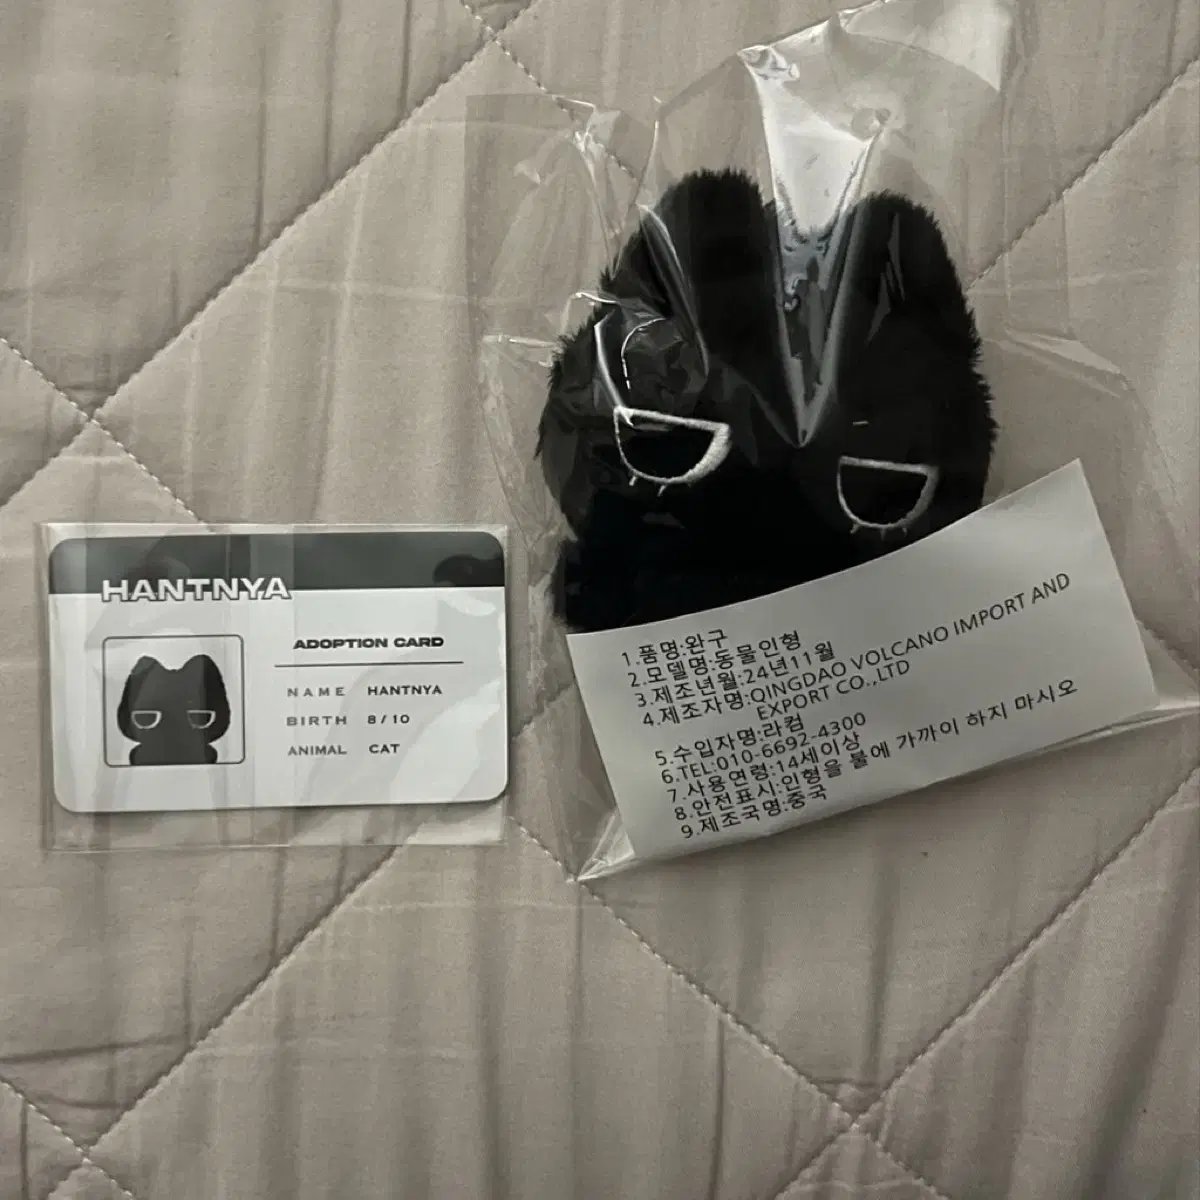 HANTNYA
ADOPTION CARD
NAME HANTNYA
BIRTH 8/10
ANIMAL CAT
1.품명:완구
2.모델명:동물인형
3.제조년월:24년11월
4.제조자명:QINGDAO VOLCANO IMPORT AND
EXPORT CO.,LTD
5.수입자명:라컴
6.TEL:010-6692-4300
7.사용연령:14세이상
8.안전표시:인형을 불에 가까이 하지 마시오
9.제조국명:중국